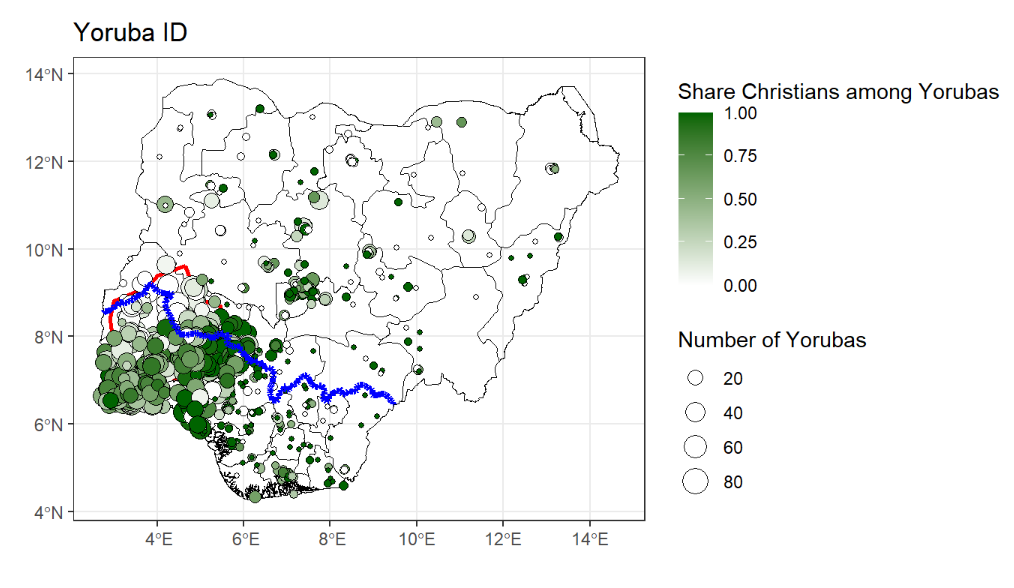 Yoruba ID
14°N
12°N
10°N
8°N
6°N
4°N
4°E
6°E
8°E
10°E
12°E
14°E
Share Christians among Yorubas
1.00
0.75
0.50
0.25
0.00
Number of Yorubas
20
40
60
80